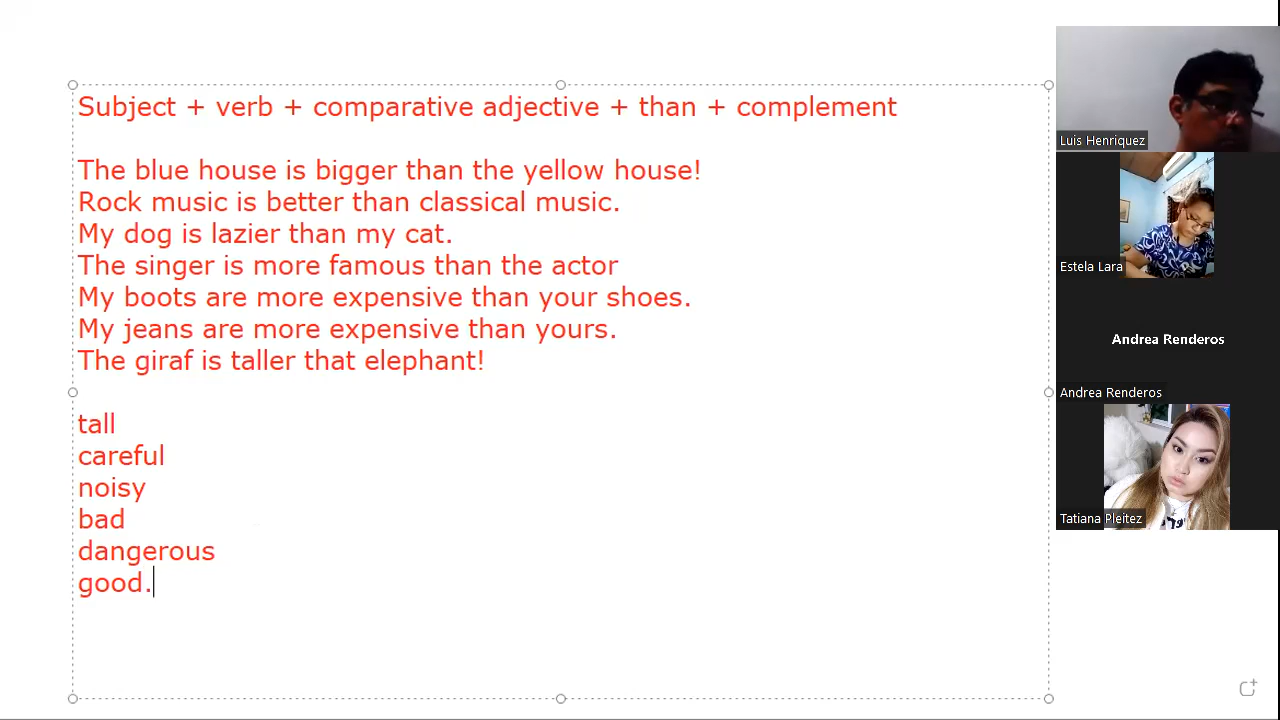 Subject + verb + comparative adjective + than + complement
The blue house is bigger than the yellow house!
Rock music is better than classical music.
My dog is lazier than my cat.
The singer is more famous than the actor
My boots are more expensive than your shoes.
My jeans are more expensive than yours.
The giraf is taller that elephant!
tall
careful
noisy
bad
dangerous
good.
Luis Henriquez
Estela Lara
Andrea Renderos
Andrea Renderos
Tatiana Pleitez